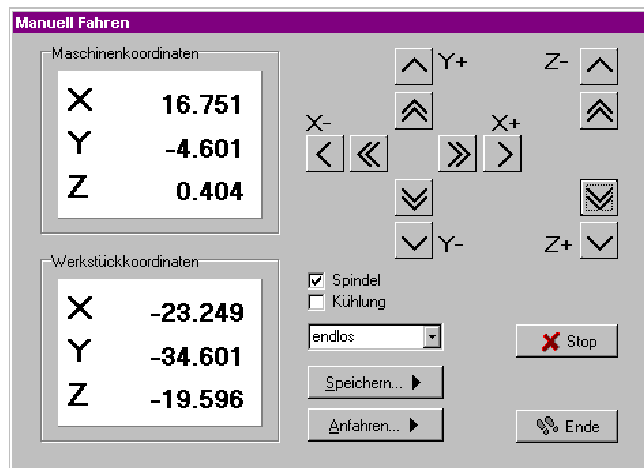 Manuell Fahren
Maschinenkoordinaten
X 16.751
Y -4.601
Z 0.404
Werkstückkoordinaten
X -23.249
Y -34.601
Z -19.596
Y+
Z-
X-
X+
Y-
Z+
Spindel
Kühlung
endlos
Speichern...
Anfahren...
Stop
Ende